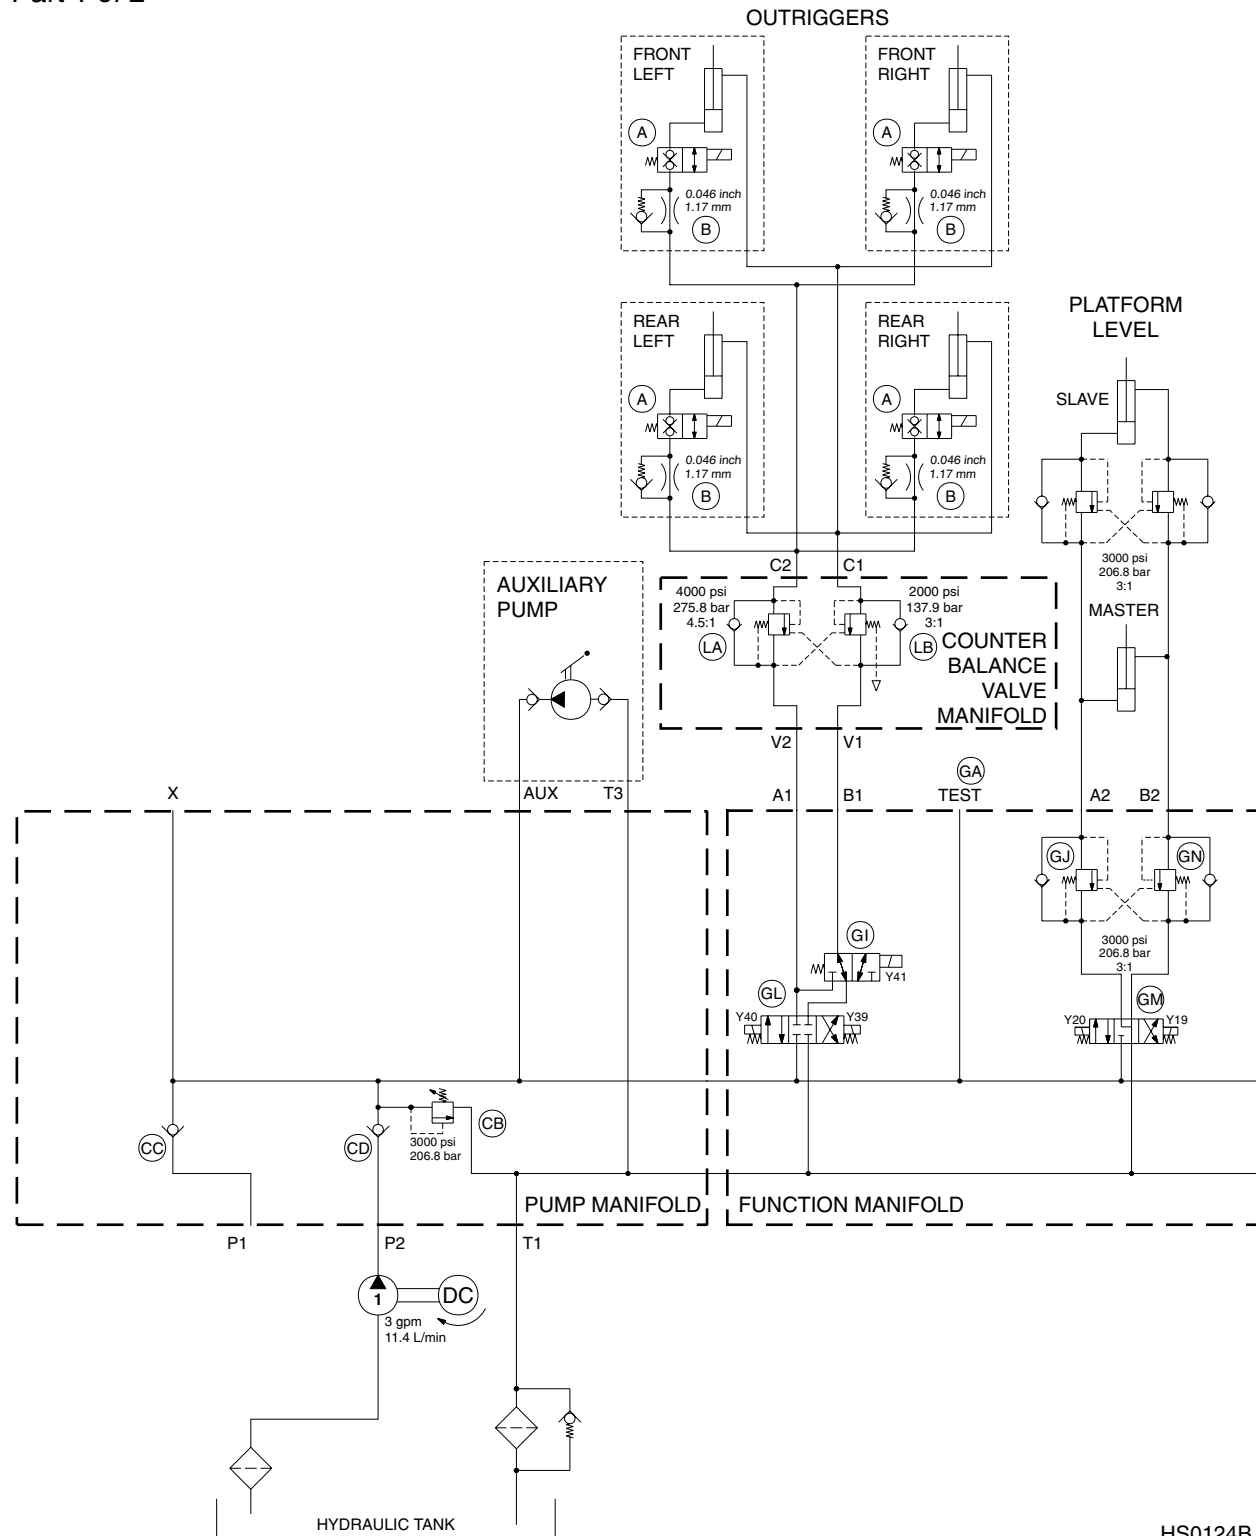 OUTRIGGERS
FRONT
LEFT
A
0.046 inch
1.17 mm
B
FRONT
RIGHT
A
0.046 inch
1.17 mm
B
REAR
LEFT
A
0.046 inch
1.17 mm
B
REAR
RIGHT
A
0.046 inch
1.17 mm
B
PLATFORM
LEVEL
SLAVE
3000 psi
206.8 bar
3:1
MASTER
C2
C1
4000 psi
275.8 bar
4.5:1
LA
2000 psi
137.9 bar
3:1
LB
COUNTER
BALANCE
VALVE
MANIFOLD
V2
V1
AUXILIARY
PUMP
X
AUX
T3
A1
B1
GA
TEST
A2
B2
GJ
GN
3000 psi
206.8 bar
3:1
GI
Y41
GL
Y40
Y39
GM
Y20
Y19
CC
CD
CB
3000 psi
206.8 bar
PUMP MANIFOLD
FUNCTION MANIFOLD
P1
P2
T1
1
DC
3 gpm
11.4 L/min
HYDRAULIC TANK
HS0124B